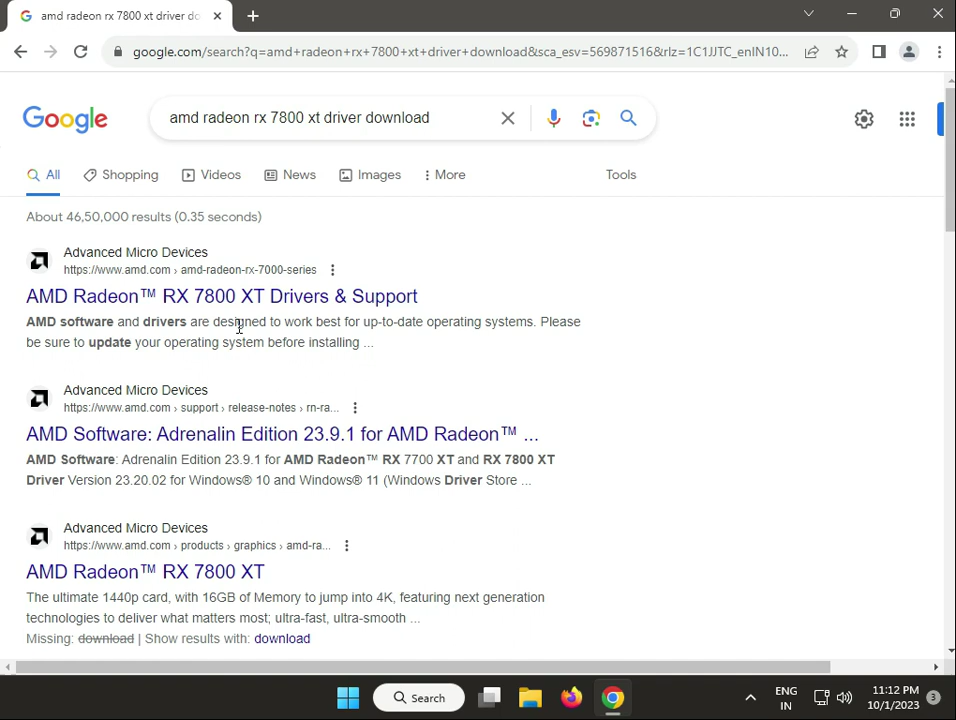 amd radeon rx 7800 xt driver do
google.com/search?q=amd+radeon+rx+7800+xt+driver+download&sca_esv=569871516&rlz=1C1JJTC_enIN10...
Google
amd radeon rx 7800 xt driver download
All
Shopping
Videos
News
Images
More
Tools
About 46,50,000 results (0.35 seconds)
Advanced Micro Devices
https://www.amd.com › amd-radeon-rx-7000-series
AMD Radeon™ RX 7800 XT Drivers & Support
AMD software and drivers are designed to work best for up-to-date operating systems. Please
be sure to update your operating system before installing ...
Advanced Micro Devices
https://www.amd.com › support › release-notes › rn-ra...
AMD Software: Adrenalin Edition 23.9.1 for AMD Radeon™ ...
AMD Software: Adrenalin Edition 23.9.1 for AMD Radeon™ RX 7700 XT and RX 7800 XT
Driver Version 23.20.02 for Windows® 10 and Windows® 11 (Windows Driver Store ...
Advanced Micro Devices
https://www.amd.com › products › graphics › amd-ra...
AMD Radeon™ RX 7800 XT
The ultimate 1440p card, with 16GB of Memory to jump into 4K, featuring next generation
technologies to deliver what matters most; ultra-fast, ultra-smooth ...
Missing: download | Show results with: download
Search
ENG
IN
11:12 PM
10/1/2023
3